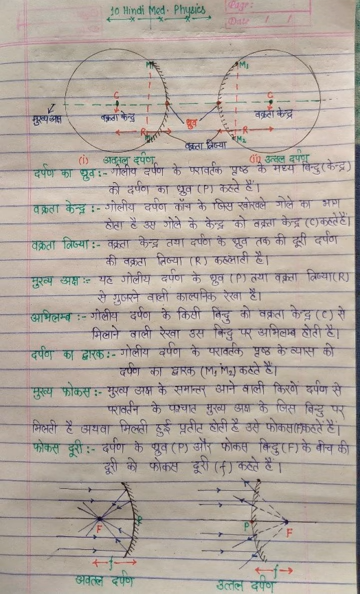 10 Hindi Med. Physics
Page:
Date: / /
M1 M1
C C
मुख्य अक्ष वक्रता केन्द्र ध्रुव वक्रता केन्द्र
R R
वक्रता त्रिज्या M2
(i) अवतल दर्पण (ii) उत्तल दर्पण
दर्पण का ध्रुव:- गोलीय दर्पण के परावर्तक पृष्ठ के मध्य बिन्दु (केन्द्र)
को दर्पण का ध्रुव (P) कहते हैं।
वक्रता केन्द्र:- गोलीय दर्पण काँच के जिस खोखले गोले का भाग
होता है उस गोले के केन्द्र को वक्रता केन्द्र (C) कहते हैं।
वक्रता त्रिज्या:- वक्रता केन्द्र तथा दर्पण के ध्रुव तक की दूरी दर्पण
की वक्रता त्रिज्या (R) कहलाती है।
मुख्य अक्ष:- यह गोलीय दर्पण के ध्रुव (P) तथा वक्रता त्रिज्या (R)
से गुजरने वाली काल्पनिक रेखा है।
अभिलम्ब:- गोलीय दर्पण के किसी बिन्दु को वक्रता केन्द्र (C) से
मिलाने वाली रेखा उस बिन्दु पर अभिलम्ब होती है।
दर्पण का द्वारक:- गोलीय दर्पण के परावर्तक पृष्ठ के व्यास को
दर्पण का द्वारक (M1 M2) कहते हैं।
मुख्य फोकस:- मुख्य अक्ष के समान्तर आने वाली किरणें दर्पण से
परावर्तन के पश्चात मुख्य अक्ष के जिस बिन्दु पर
मिलती है अथवा मिलती हुई प्रतीत होती है उसे फोकस(F)कहते हैं।
फोकस दूरी:- दर्पण के ध्रुव (P) और फोकस बिन्दु (F) के बीच की
दूरी को फोकस दूरी (f) कहते हैं।
F P P F
f f
अवतल दर्पण उत्तल दर्पण